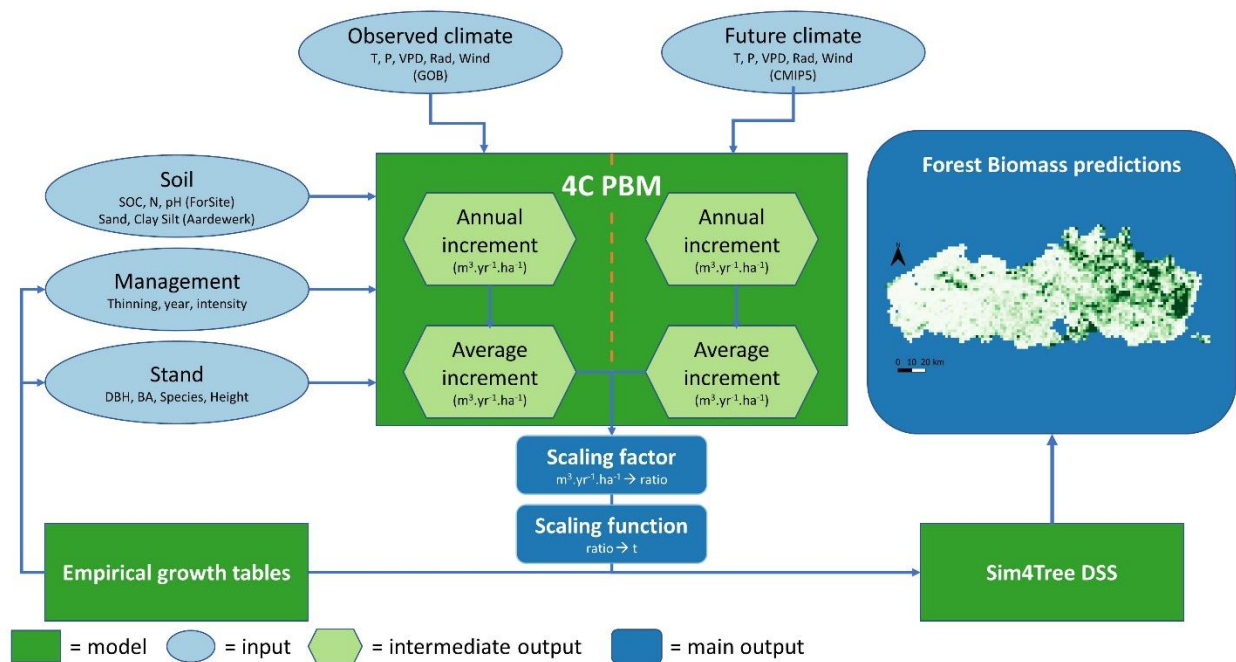 Observed climate
T, P, VPD, Rad, Wind
(GOB)
Future climate
T, P, VPD, Rad, Wind
(CMIP5)
Soil
SOC, N, pH (ForSite)
Sand, Clay Silt (Aardewerk)
Management
Thinning, year, intensity
Stand
DBH, BA, Species, Height
4C PBM
Annual
increment
(m³.yr⁻¹.ha⁻¹)
Annual
increment
(m³.yr⁻¹.ha⁻¹)
Average
increment
(m³.yr⁻¹.ha⁻¹)
Average
increment
(m³.yr⁻¹.ha⁻¹)
Forest Biomass predictions
N
0 10 20 km
Scaling factor
m³.yr⁻¹.ha⁻¹ → ratio
Scaling function
ratio → t
Empirical growth tables
Sim4Tree DSS
= model
= input
= intermediate output
= main output